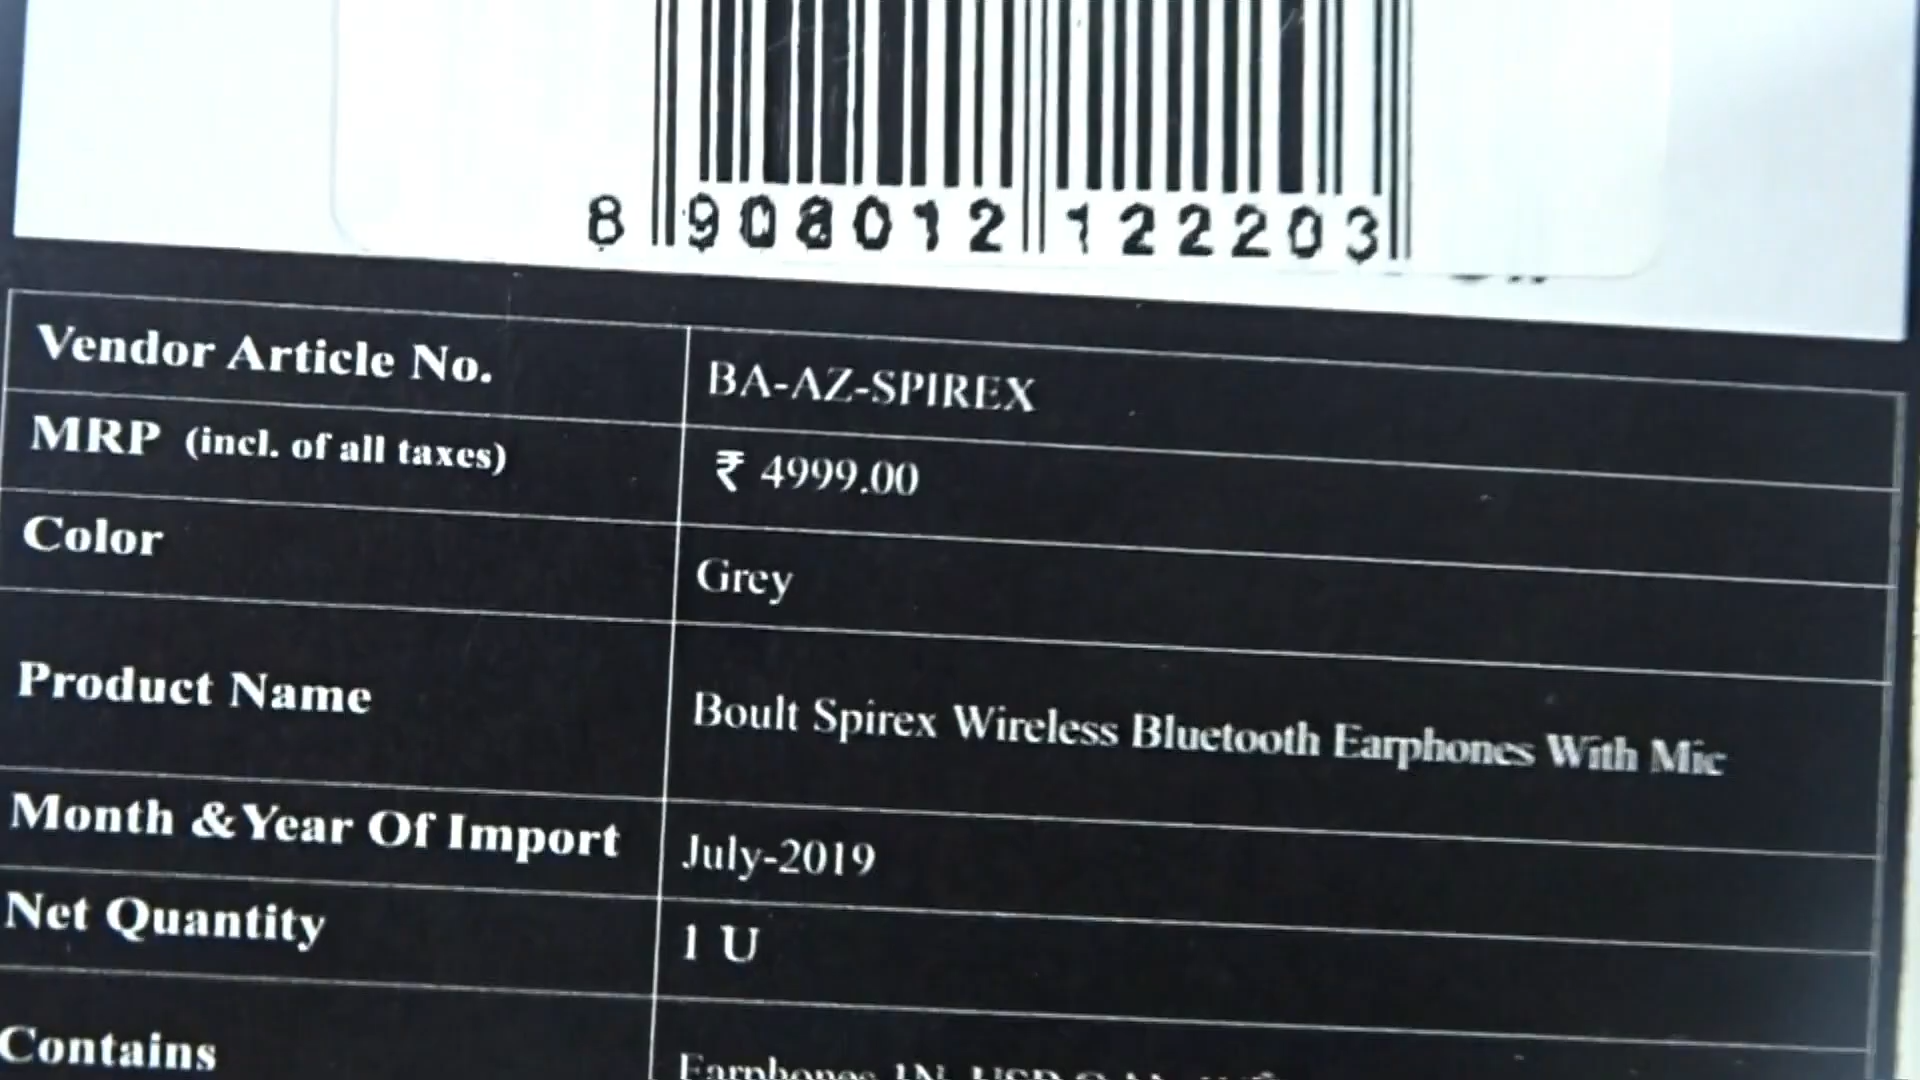 8 908012 122203
Vendor Article No. BA-AZ-SPIREX
MRP (incl. of all taxes) ₹ 4999.00
Color Grey
Product Name Boult Spirex Wireless Bluetooth Earphones With Mic
Month &Year Of Import July-2019
Net Quantity 1 U
Contains Earphones